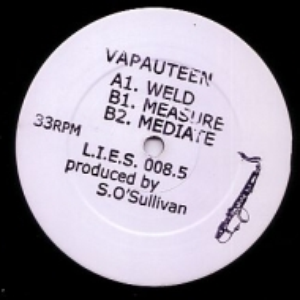 VAPAUTEEN
A1. WELD
B1. MEASURE
B2. MEDIATE
33RPM
L.I.E.S. 008.5
produced by
S.O'Sullivan